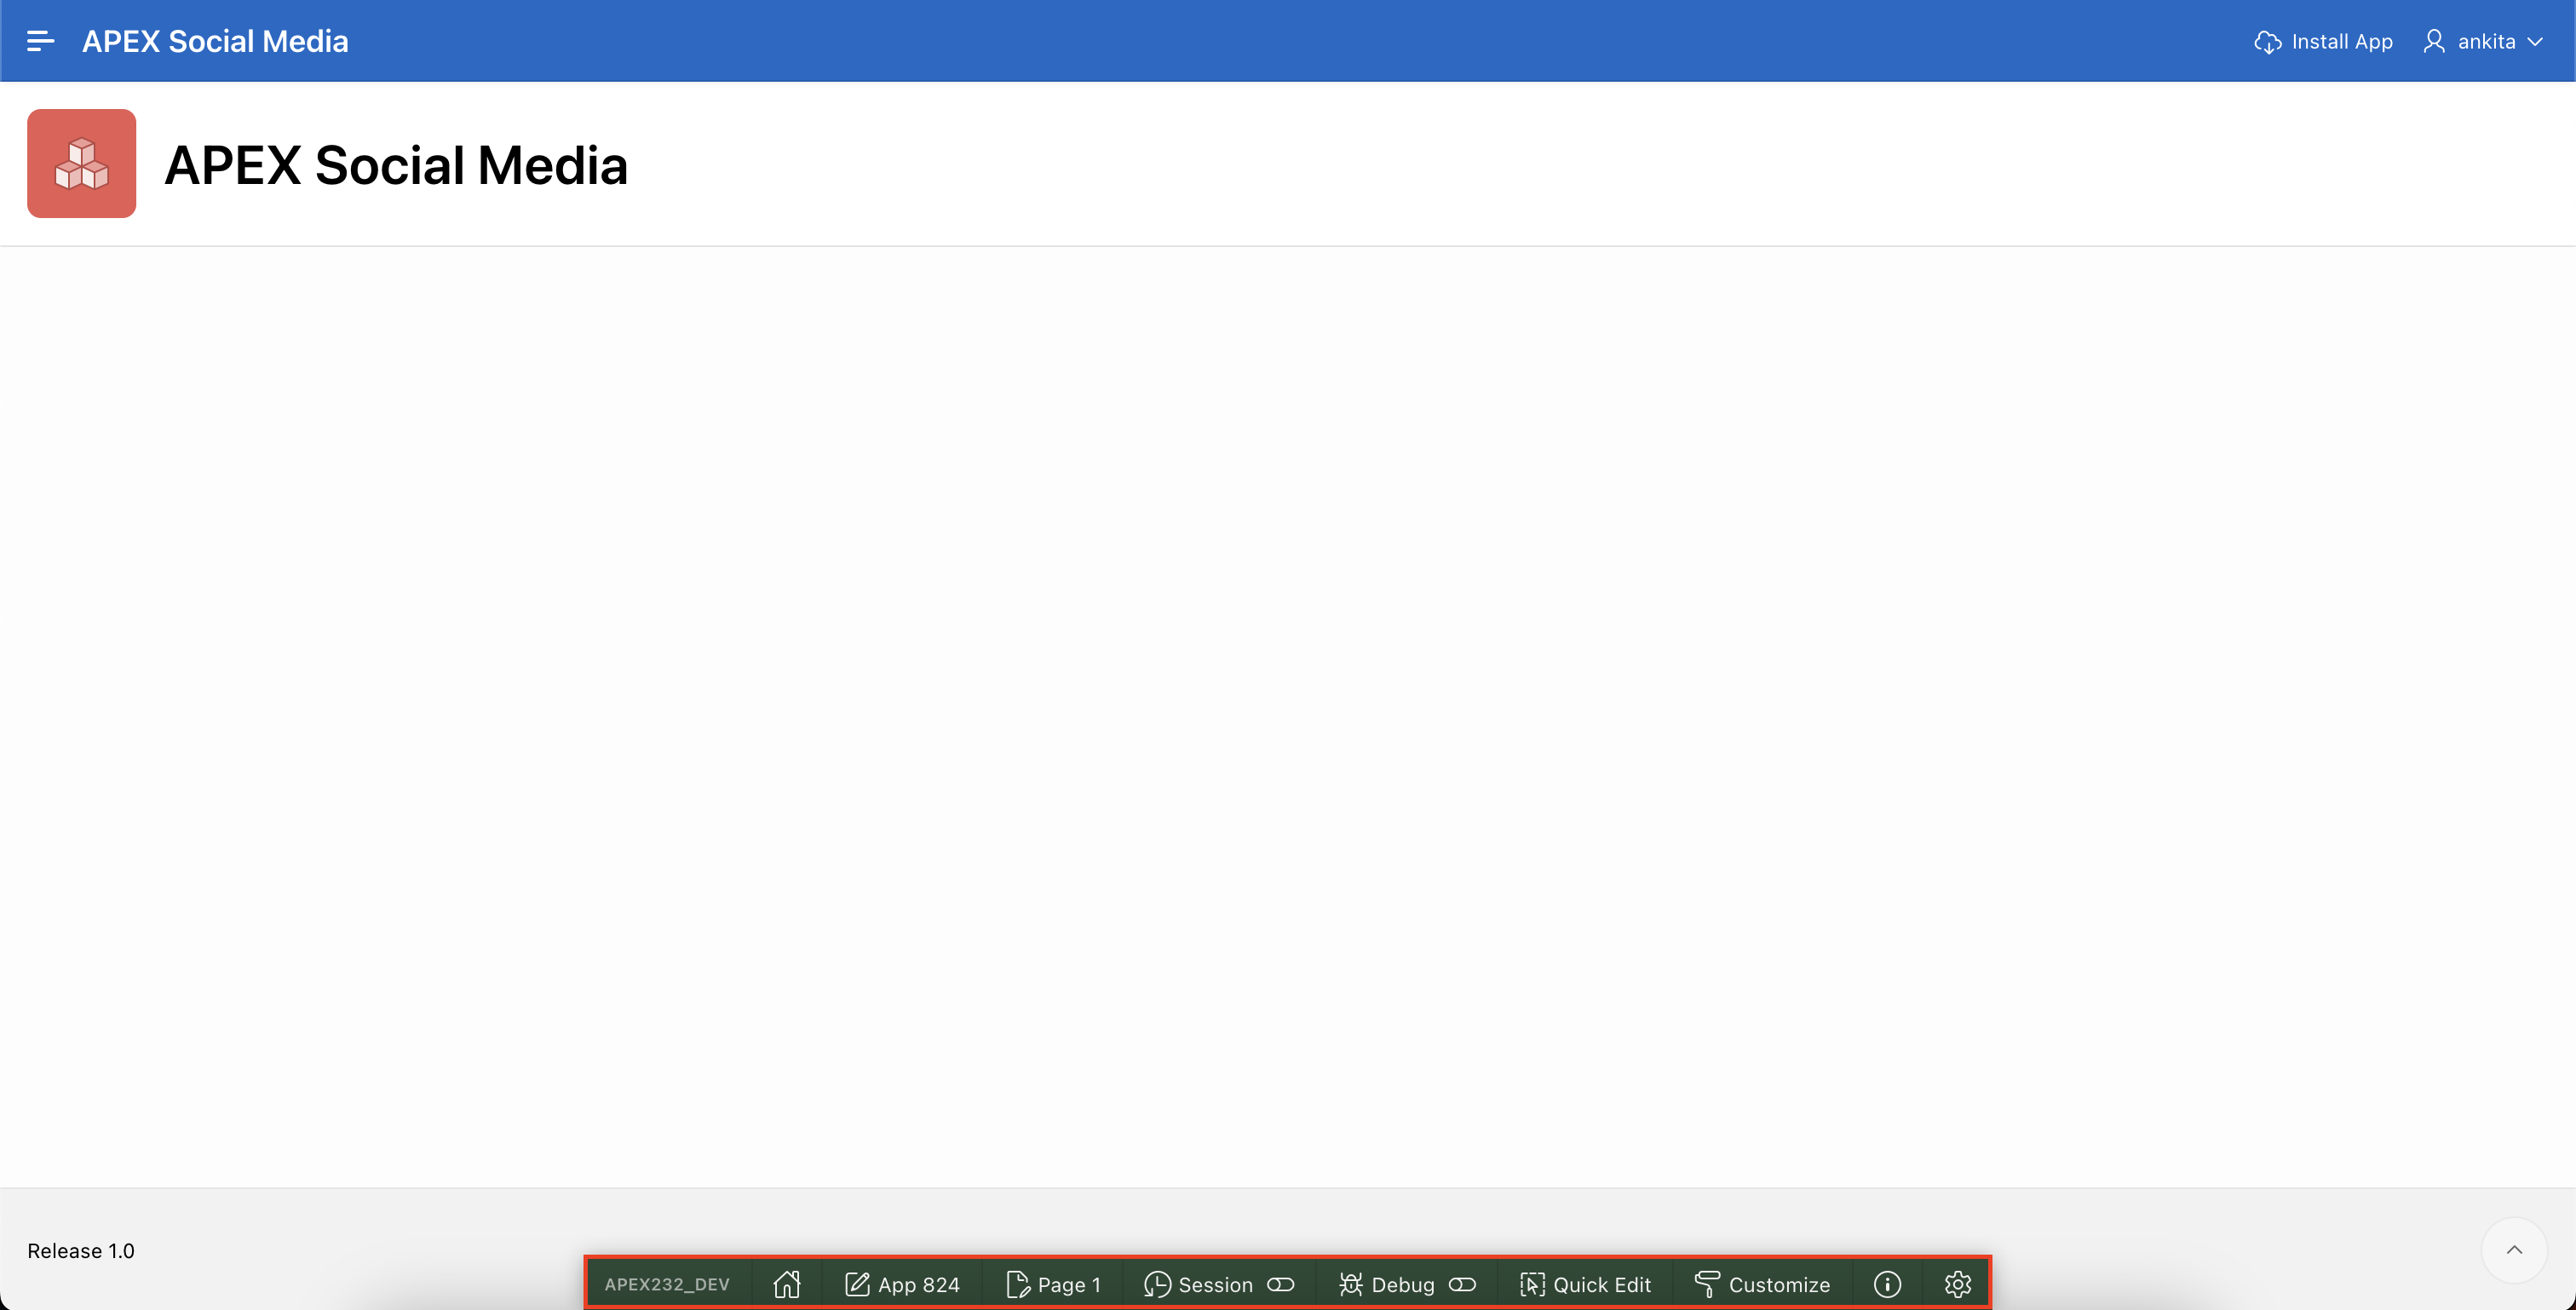 APEX Social Media
Install App
ankita
APEX Social Media
Release 1.0
APEX232_DEV
App 824
Page 1
Session
Debug
Quick Edit
Customize